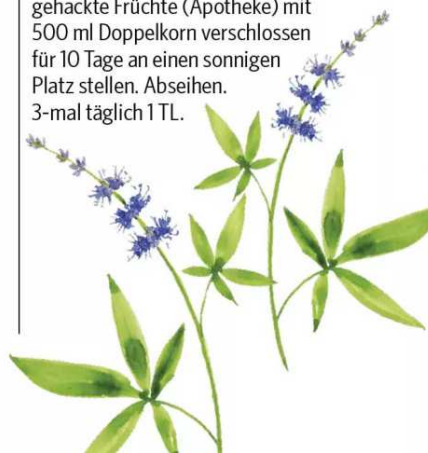 gehackte Früchte (Apotheke) mit
500 ml Doppelkorn verschlossen
für 10 Tage an einen sonnigen
Platz stellen. Abseihen.
3-mal täglich 1 TL.